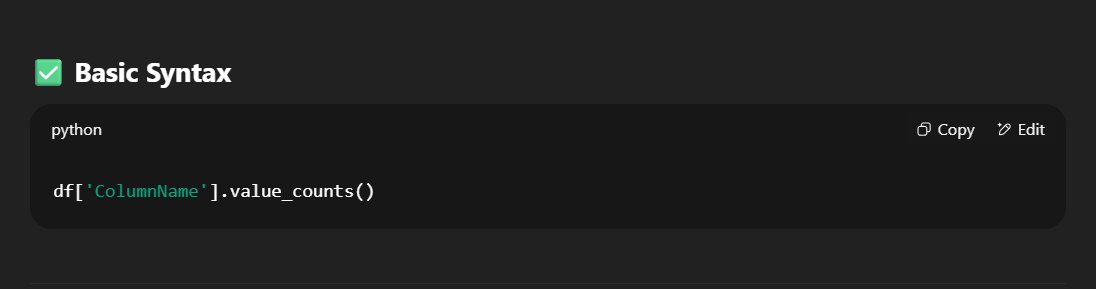 ✅ Basic Syntax
python
Copy
Edit
df['ColumnName'].value_counts()